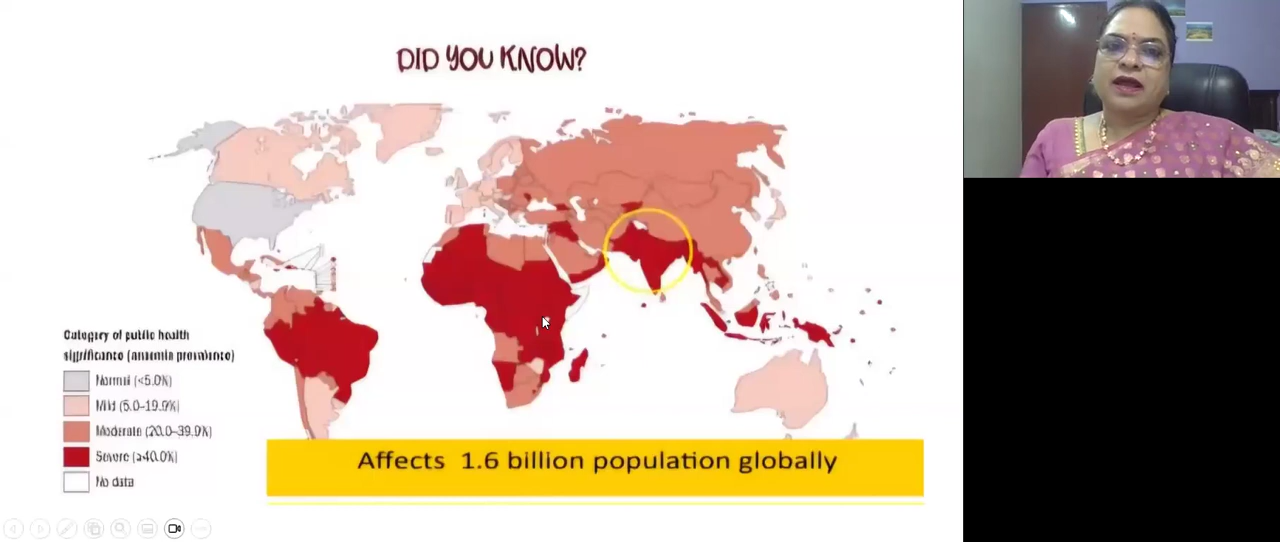 DID YOU KNOW?
Category of public health
significance (anaemia prevalence)
Normal (<5.0%)
Mild (5.0–19.9%)
Moderate (20.0–39.9%)
Severe (≥40.0%)
No data
Affects 1.6 billion population globally